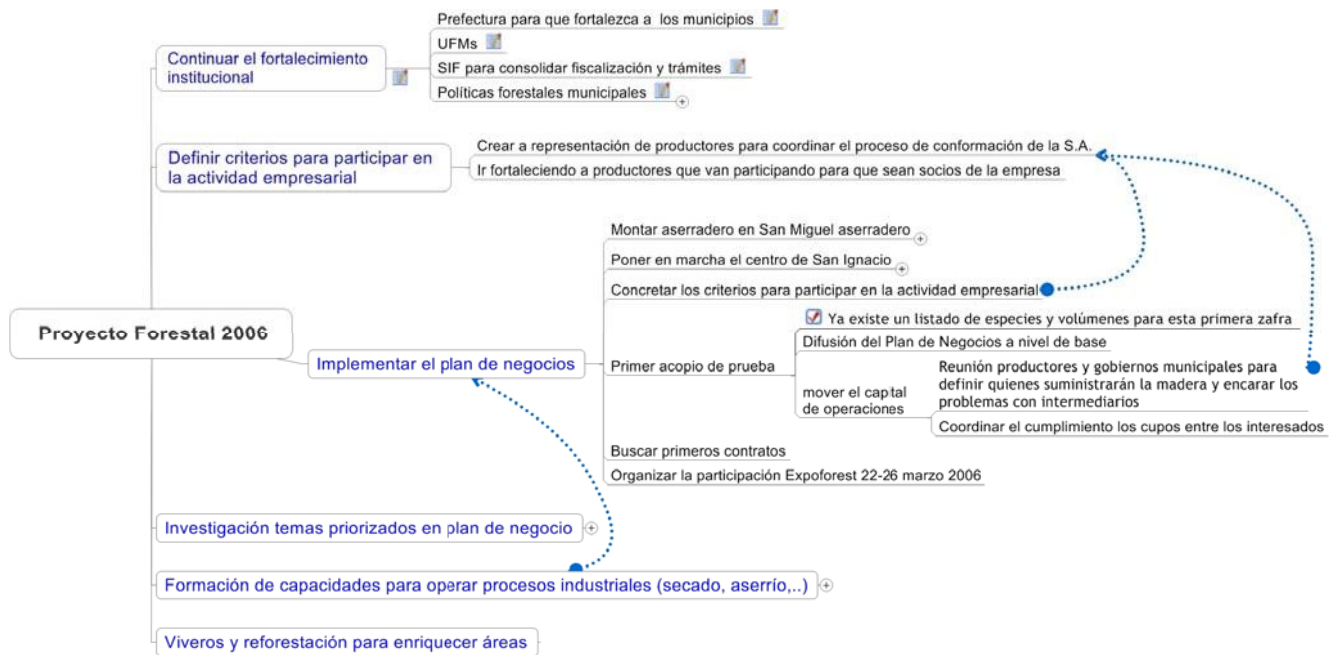 Prefectura para que fortalezca a los municipios
UFMs
SIF para consolidar fiscalización y trámites
Políticas forestales municipales
Continuar el fortalecimiento
institucional
Crear a representación de productores para coordinar el proceso de conformación de la S.A.
Ir fortaleciendo a productores que van participando para que sean socios de la empresa
Definir criterios para participar en
la actividad empresarial
Montar aserradero en San Miguel aserradero
Poner en marcha el centro de San Ignacio
Concretar los criterios para participar en la actividad empresarial
Ya existe un listado de especies y volúmenes para esta primera zafra
Difusión del Plan de Negocios a nivel de base
Proyecto Forestal 2006
Implementar el plan de negocios
Primer acopio de prueba
mover el capital
de operaciones
Reunión productores y gobiernos municipales para
definir quienes suministrarán la madera y encarar los
problemas con intermediarios
Coordinar el cumplimiento los cupos entre los interesados
Buscar primeros contratos
Organizar la participación Expoforest 22-26 marzo 2006
Investigación temas priorizados en plan de negocio
Formación de capacidades para operar procesos industriales (secado, aserrío,..)
Viveros y reforestación para enriquecer áreas